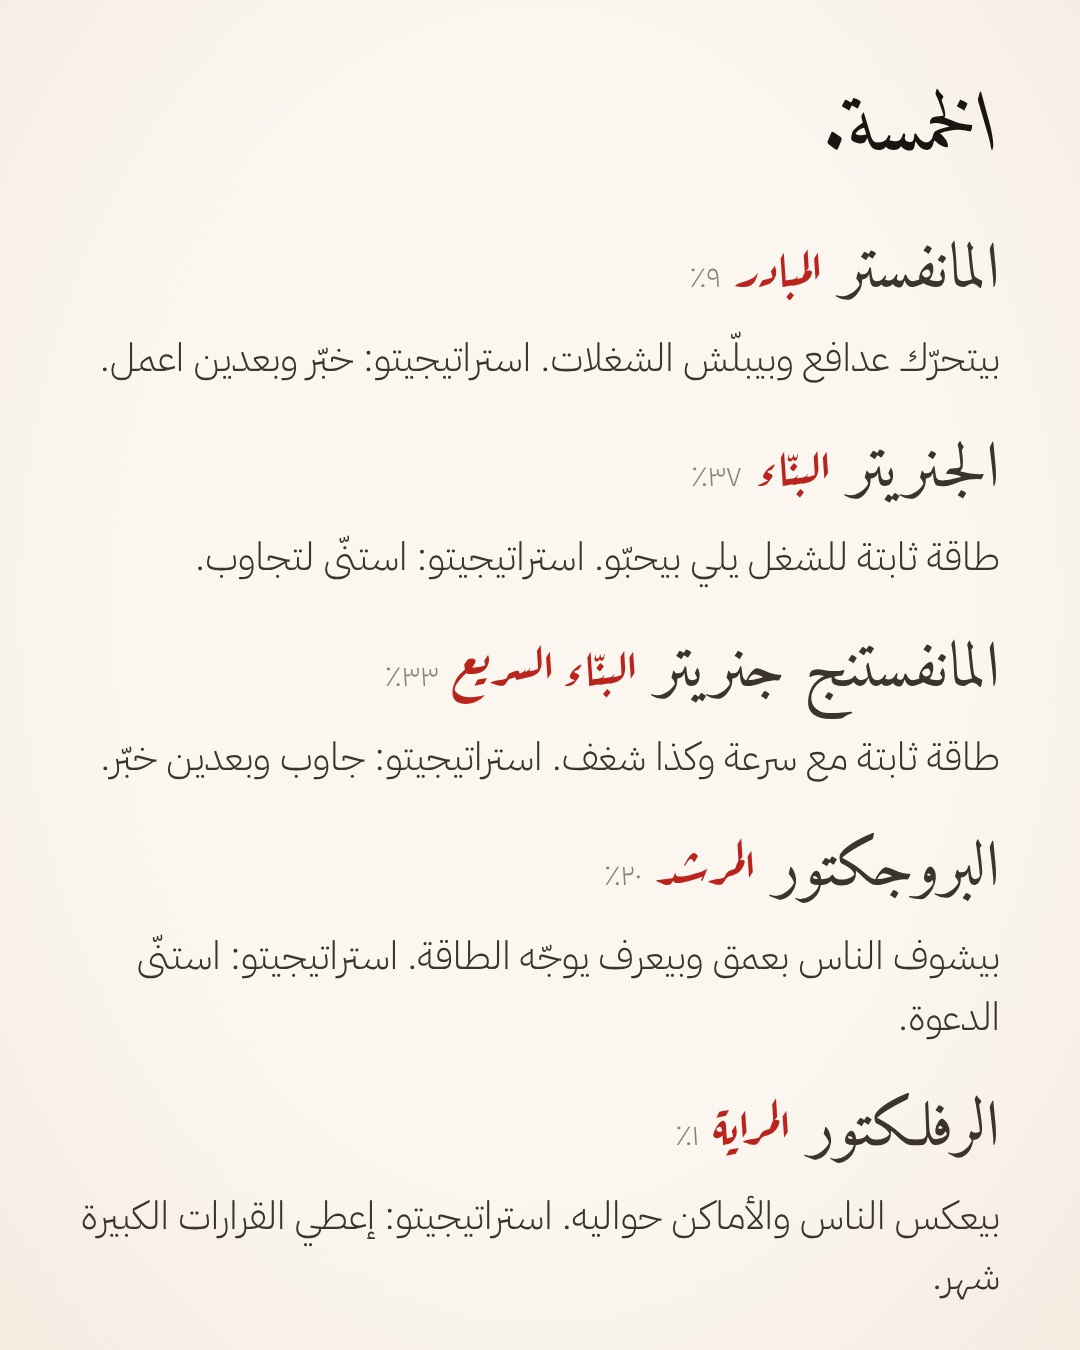 الخمسة.
المانفستر المبادر ٩٪
بيتحرّك عدافع وبيبلّش الشغلات. استراتيجيتو: خبّر وبعدين اعمل.
الجنريتر البنّاء ٣٧٪
طاقة ثابتة للشغل يلي بيحبّو. استراتيجيتو: استنّى لتجاوب.
المانفستنج جنريتر البنّاء السريع ٣٣٪
طاقة ثابتة مع سرعة وكذا شغف. استراتيجيتو: جاوب وبعدين خبّر.
البروجكتور المرشد ٢٠٪
بيشوف الناس بعمق وبيعرف يوجّه الطاقة. استراتيجيتو: استنّى
الدعوة.
الرفلكتور المراية ١٪
بيعكس الناس والأماكن حواليه. استراتيجيتو: إعطي القرارات الكبيرة
شهر.